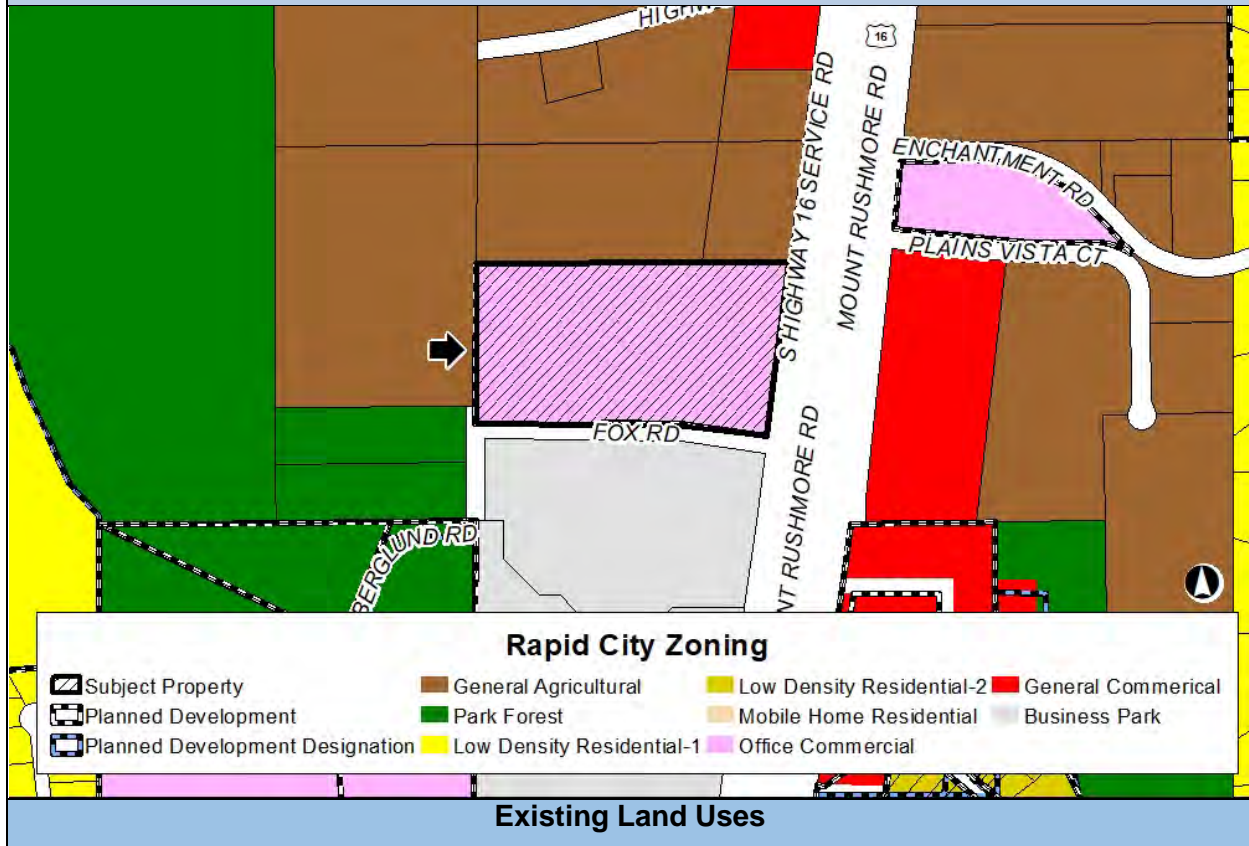 HIGHW
16
S HIGHWAY 16 SERVICE RD
MOUNT RUSHMORE RD
ENCHANTMENT RD
PLAINS VISTA CT
FOX RD
NT RUSHMORE RD
BERGLUND RD
Rapid City Zoning
Subject Property
General Agricultural
Low Density Residential-2
General Commerical
Planned Development
Park Forest
Mobile Home Residential
Business Park
Planned Development Designation
Low Density Residential-1
Office Commercial
Existing Land Uses